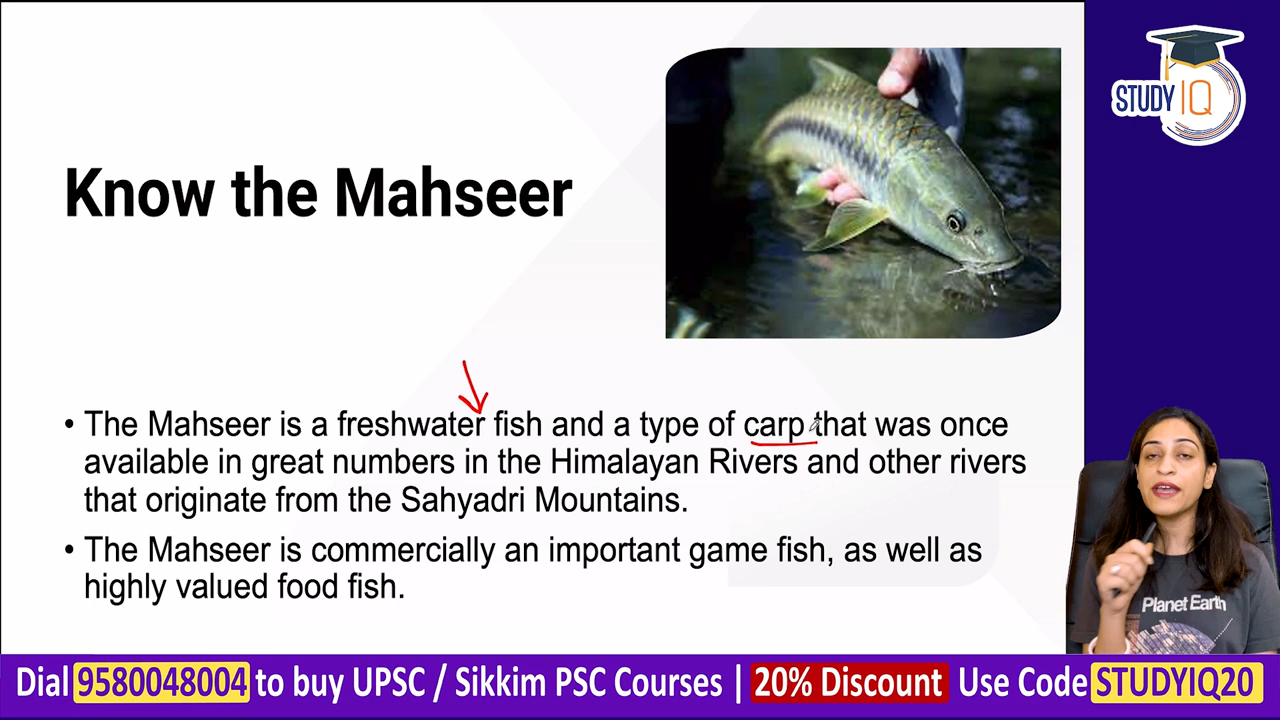 STUDY IQ
Know the Mahseer
• The Mahseer is a freshwater fish and a type of carp that was once
available in great numbers in the Himalayan Rivers and other rivers
that originate from the Sahyadri Mountains.
• The Mahseer is commercially an important game fish, as well as
highly valued food fish.
Planet Earth
Dial 9580048004 to buy UPSC / Sikkim PSC Courses | 20% Discount Use Code STUDYIQ20